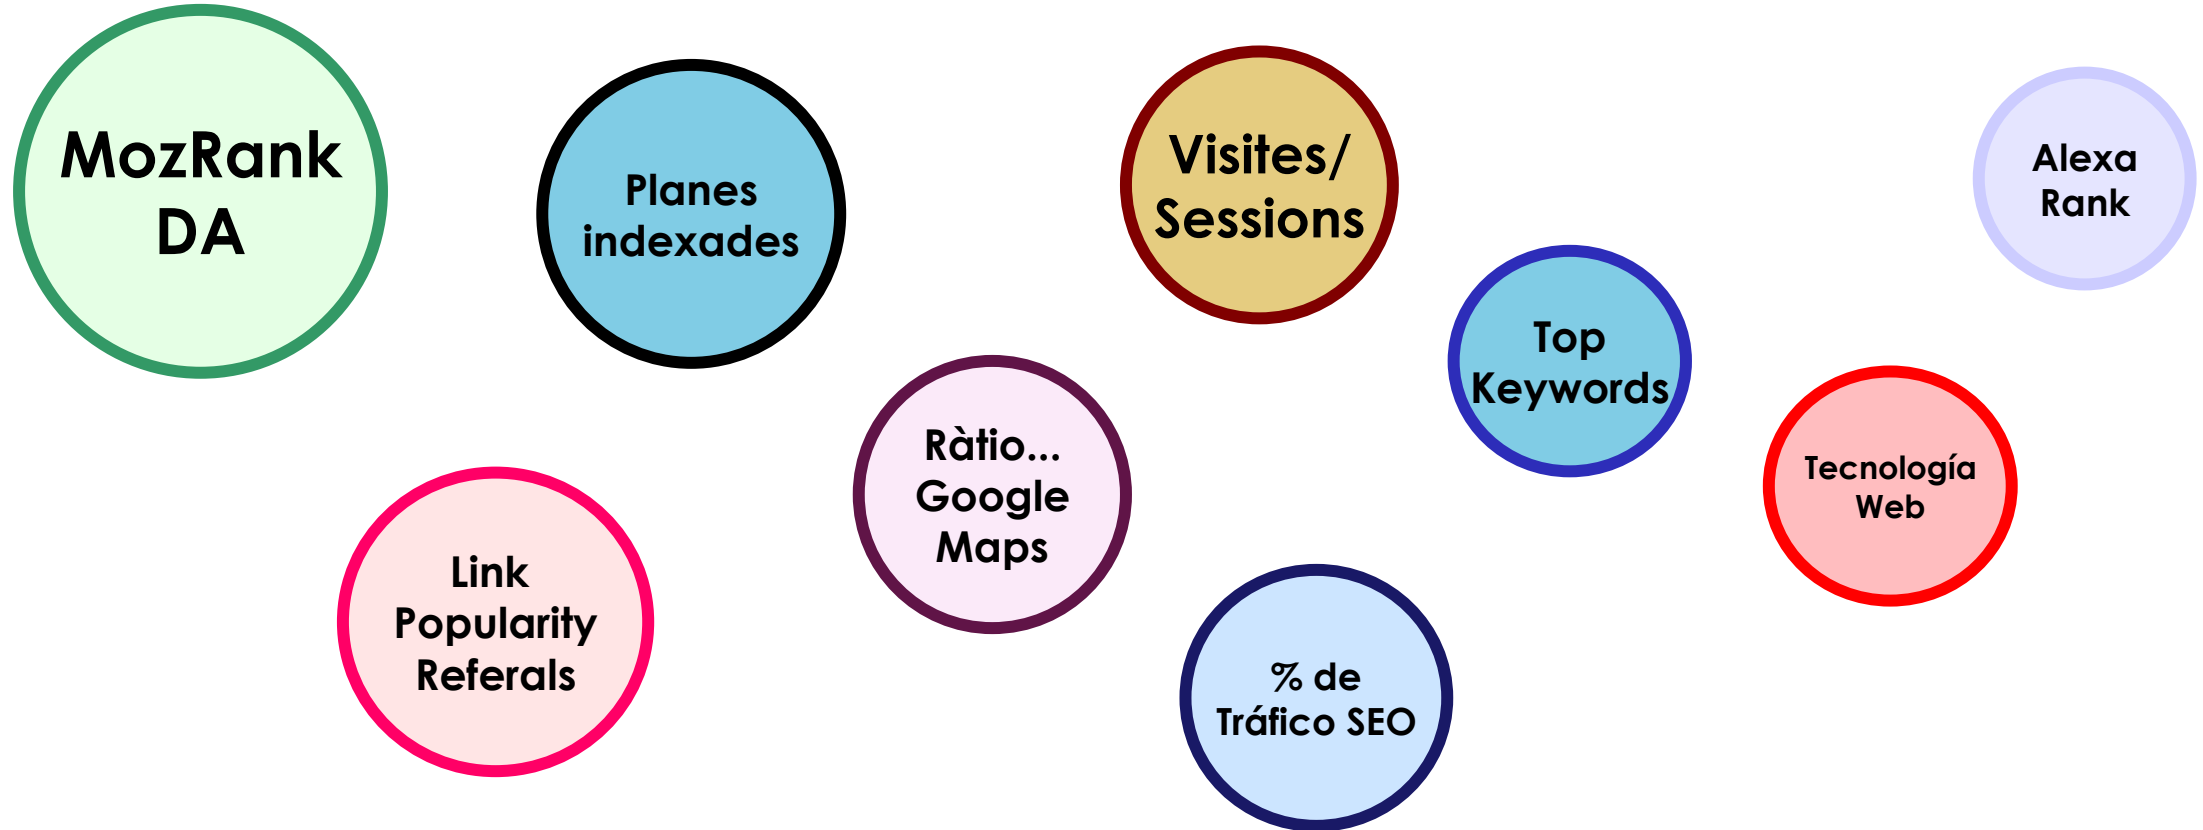 MozRank
DA
Planes
indexades
Visites/
Sessions
Alexa
Rank
Top
Keywords
Ràtio...
Google
Maps
Tecnología
Web
Link
Popularity
Referals
% de
Tráfico SEO